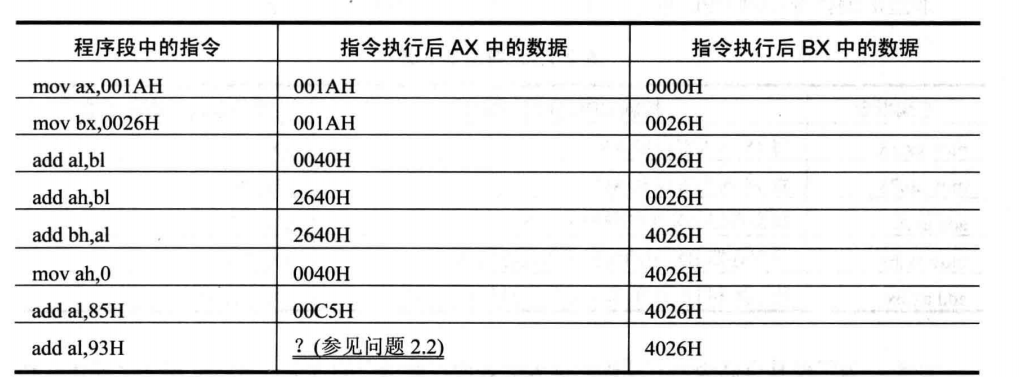 程序段中的指令 指令执行后 AX 中的数据 指令执行后 BX 中的数据
mov ax,001AH 001AH 0000H
mov bx,0026H 001AH 0026H
add al,bl 0040H 0026H
add ah,bl 2640H 0026H
add bh,al 2640H 4026H
mov ah,0 0040H 4026H
add al,85H 00C5H 4026H
add al,93H ？(参见问题 2.2) 4026H